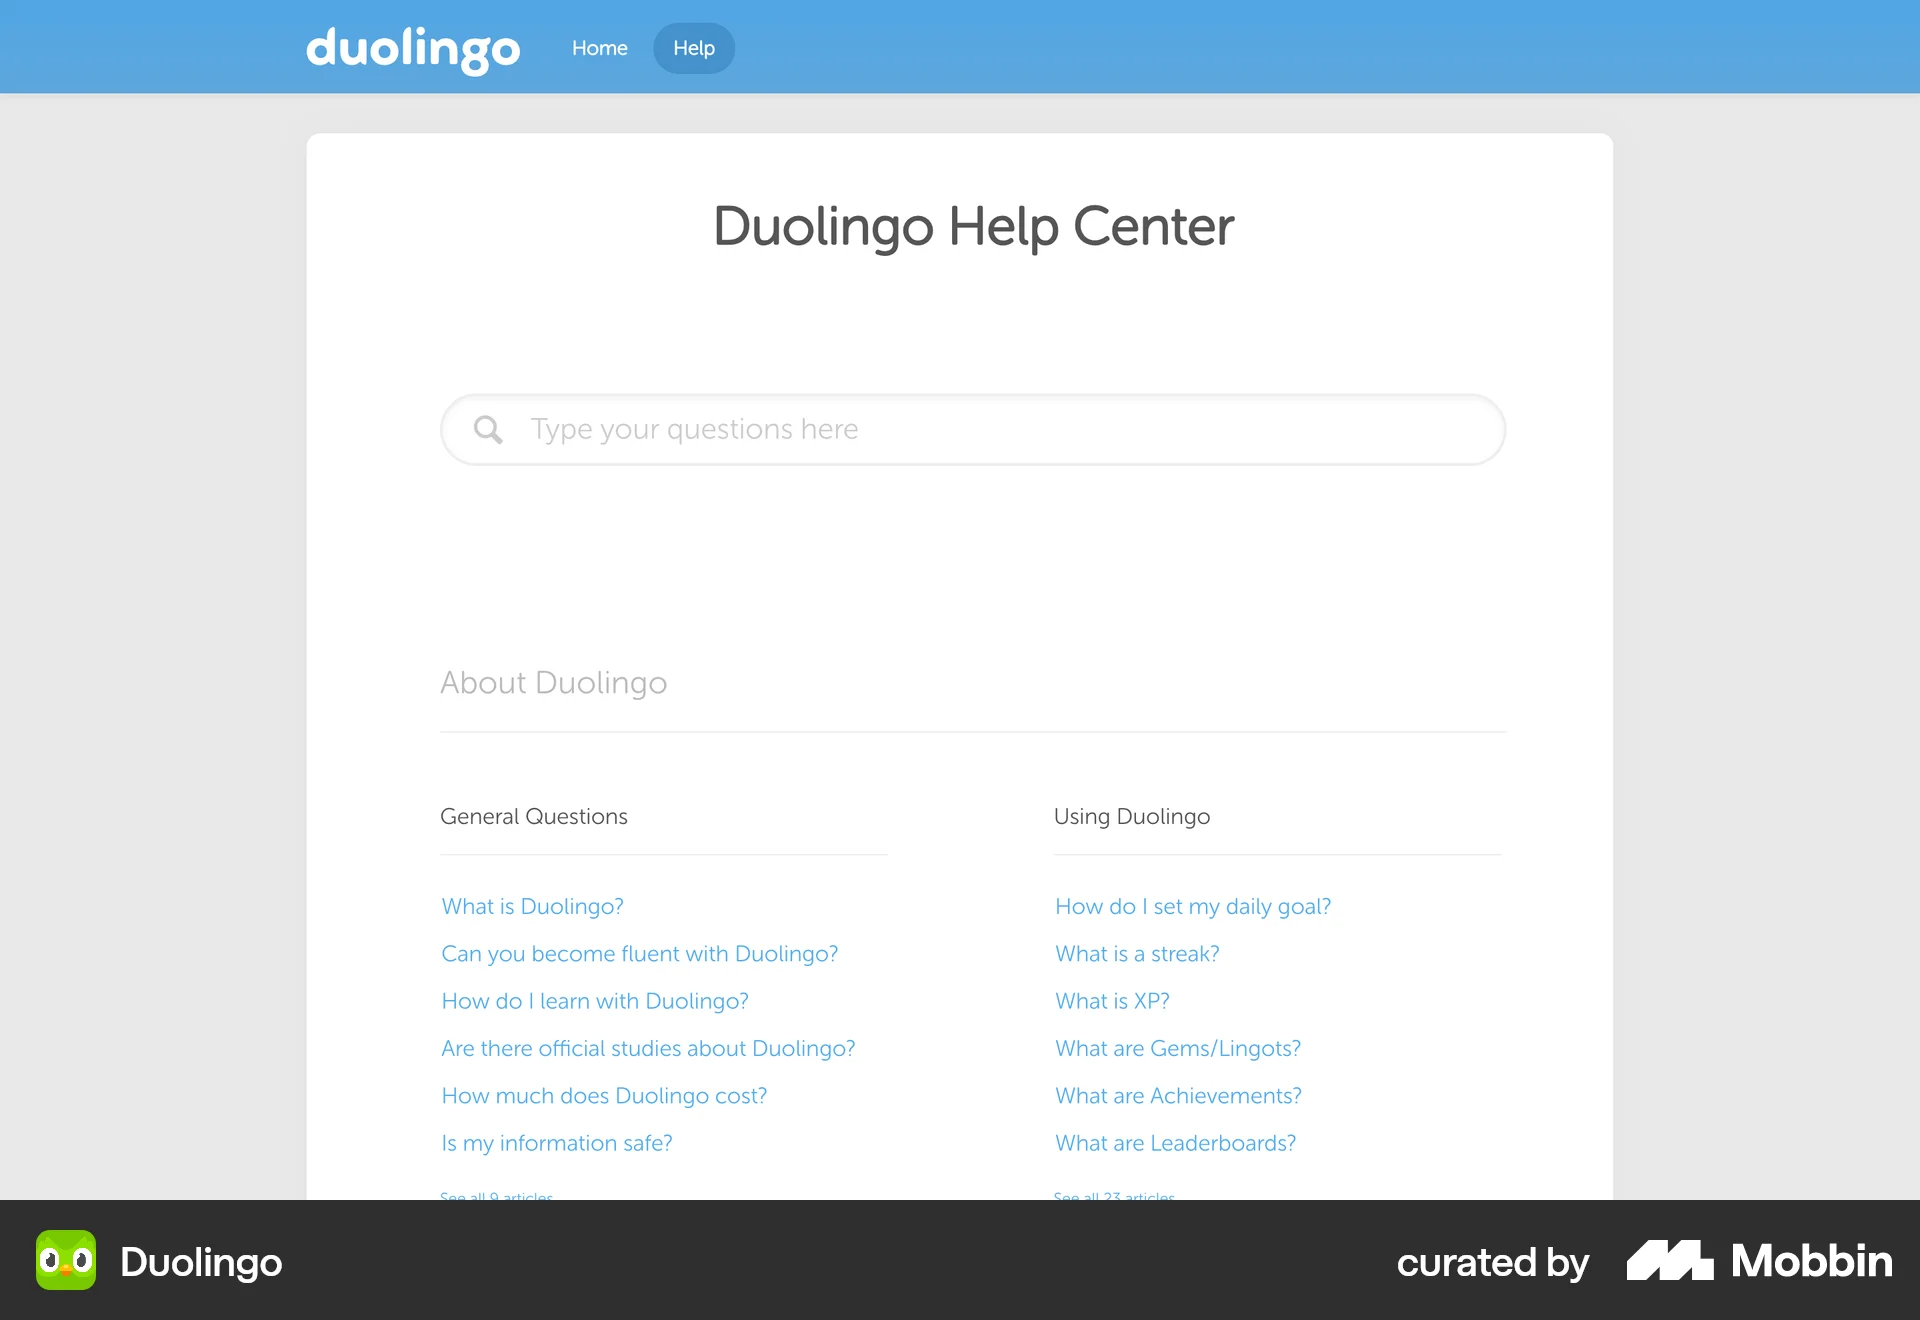 duolingo
Home
Help
Duolingo Help Center
Type your questions here
About Duolingo
General Questions
What is Duolingo?
Can you become fluent with Duolingo?
How do I learn with Duolingo?
Are there official studies about Duolingo?
How much does Duolingo cost?
Is my information safe?
See all 9 articles
Using Duolingo
How do I set my daily goal?
What is a streak?
What is XP?
What are Gems/Lingots?
What are Achievements?
What are Leaderboards?
See all 23 articles
Duolingo
curated by
Mobbin